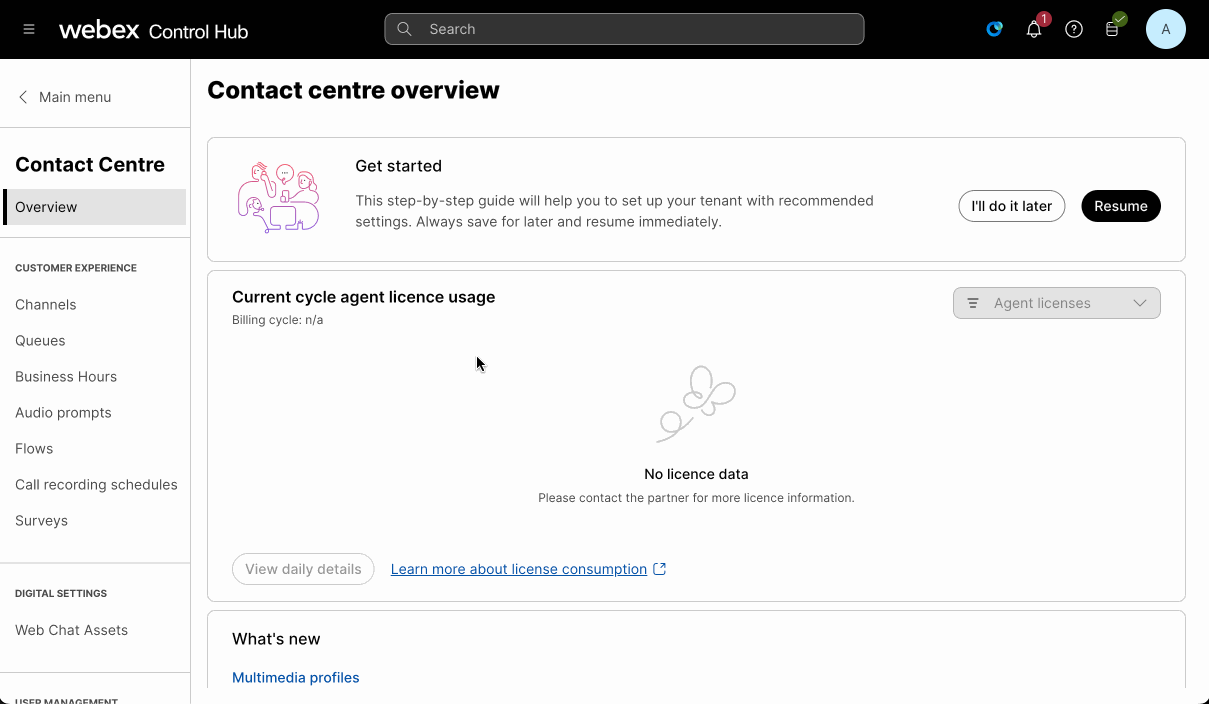 webex Control Hub
Search
1
A
Main menu
Contact Centre
Overview
CUSTOMER EXPERIENCE
Channels
Queues
Business Hours
Audio prompts
Flows
Call recording schedules
Surveys
DIGITAL SETTINGS
Web Chat Assets
USER MANAGEMENT
Contact centre overview
Get started
This step-by-step guide will help you to set up your tenant with recommended
settings. Always save for later and resume immediately.
I'll do it later
Resume
Current cycle agent licence usage
Billing cycle: n/a
Agent licenses
No licence data
Please contact the partner for more licence information.
View daily details
Learn more about license consumption
What's new
Multimedia profiles